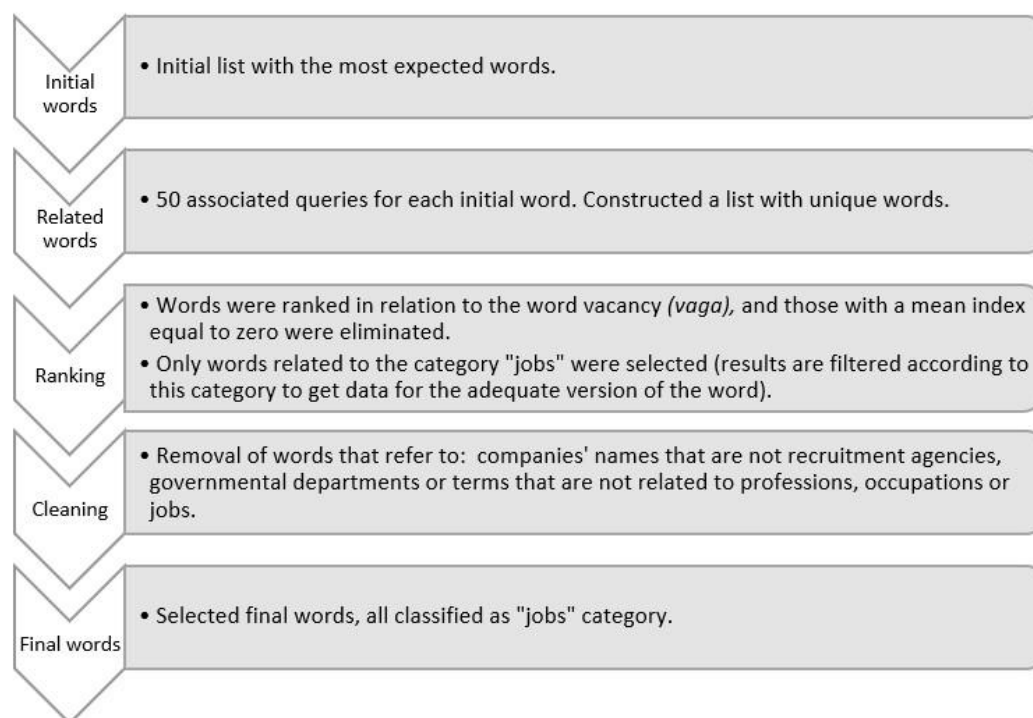 Initial
words
• Initial list with the most expected words.
Related
words
• 50 associated queries for each initial word. Constructed a list with unique words.
Ranking
• Words were ranked in relation to the word vacancy (vaga), and those with a mean index
equal to zero were eliminated.
• Only words related to the category "jobs" were selected (results are filtered according to
this category to get data for the adequate version of the word).
Cleaning
• Removal of words that refer to:  companies' names that are not recruitment agencies,
governmental departments or terms that are not related to professions, occupations or
jobs.
Final words
• Selected final words, all classified as "jobs" category.